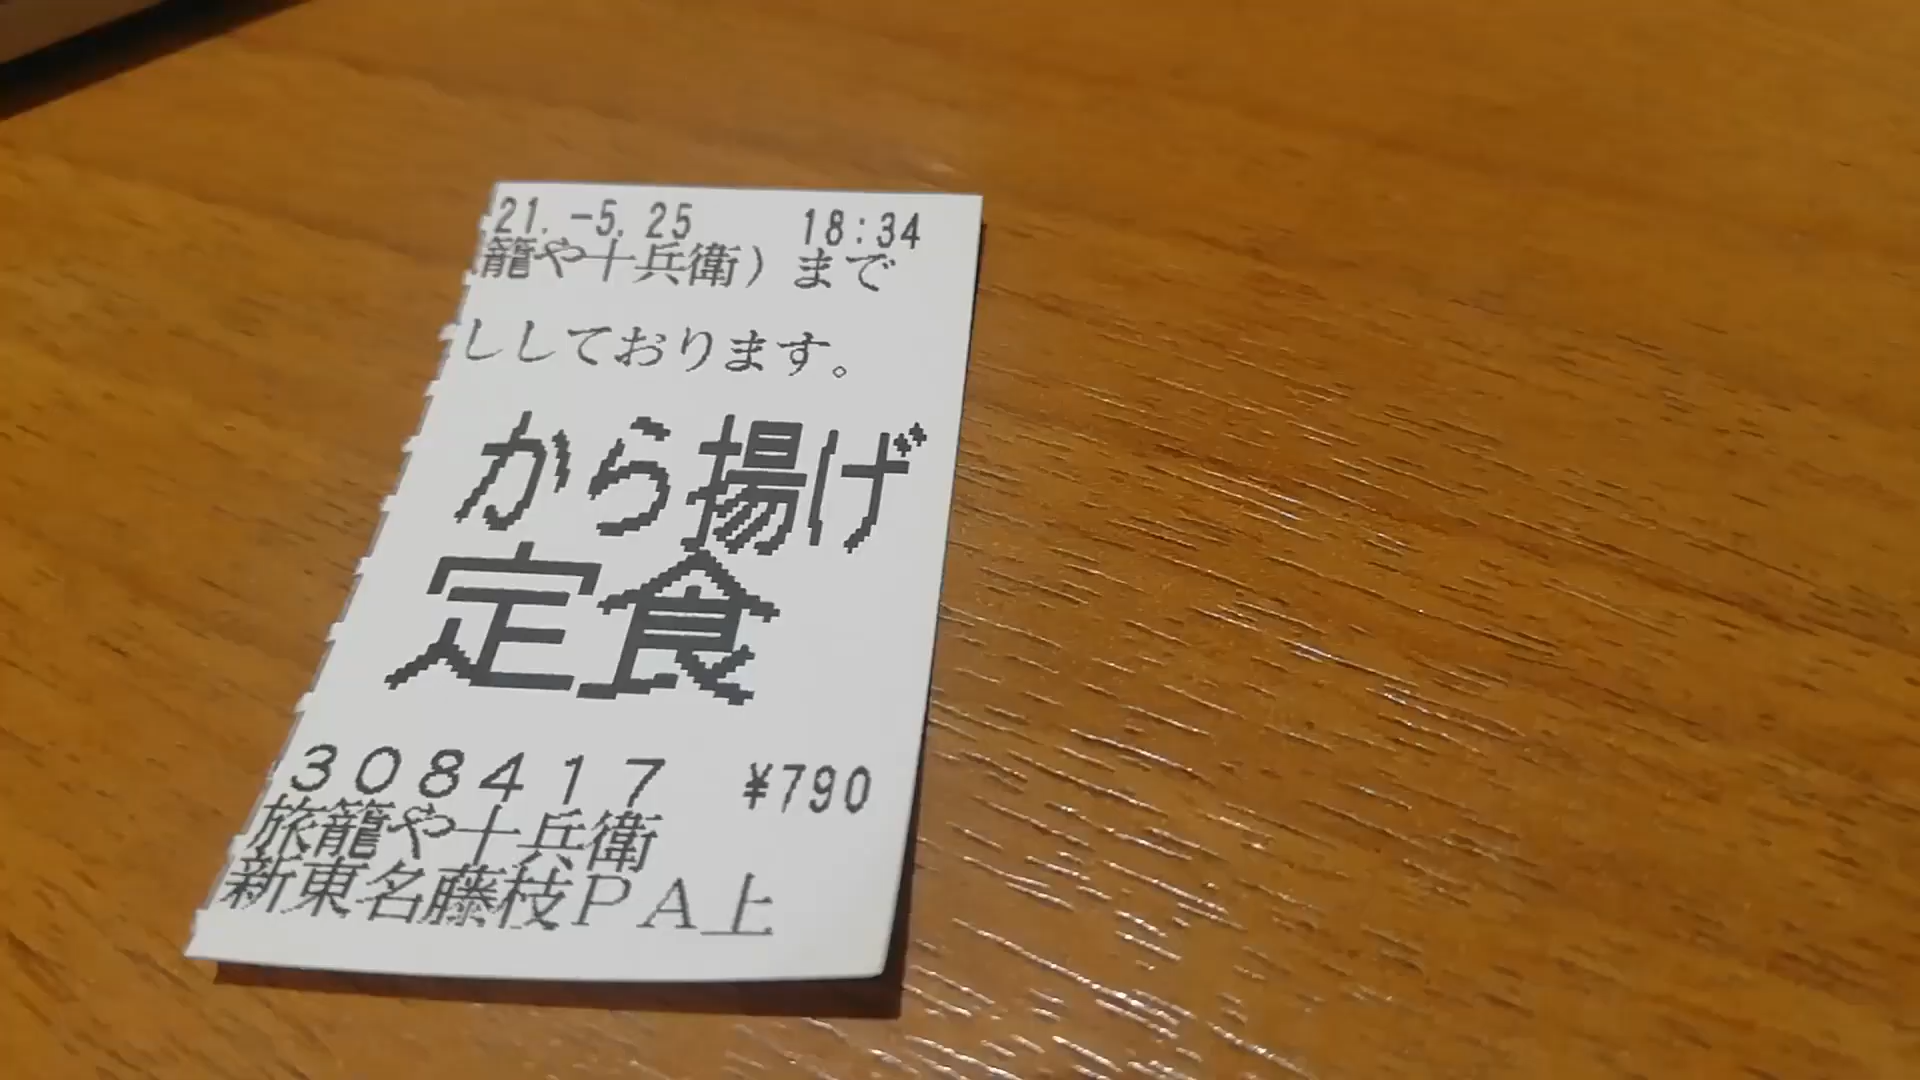 21.-5.25 18:34
籠や十兵衛）まで
ししております。
から揚げ
定食
308417 ¥790
旅籠や十兵衛
新東名藤枝PA上